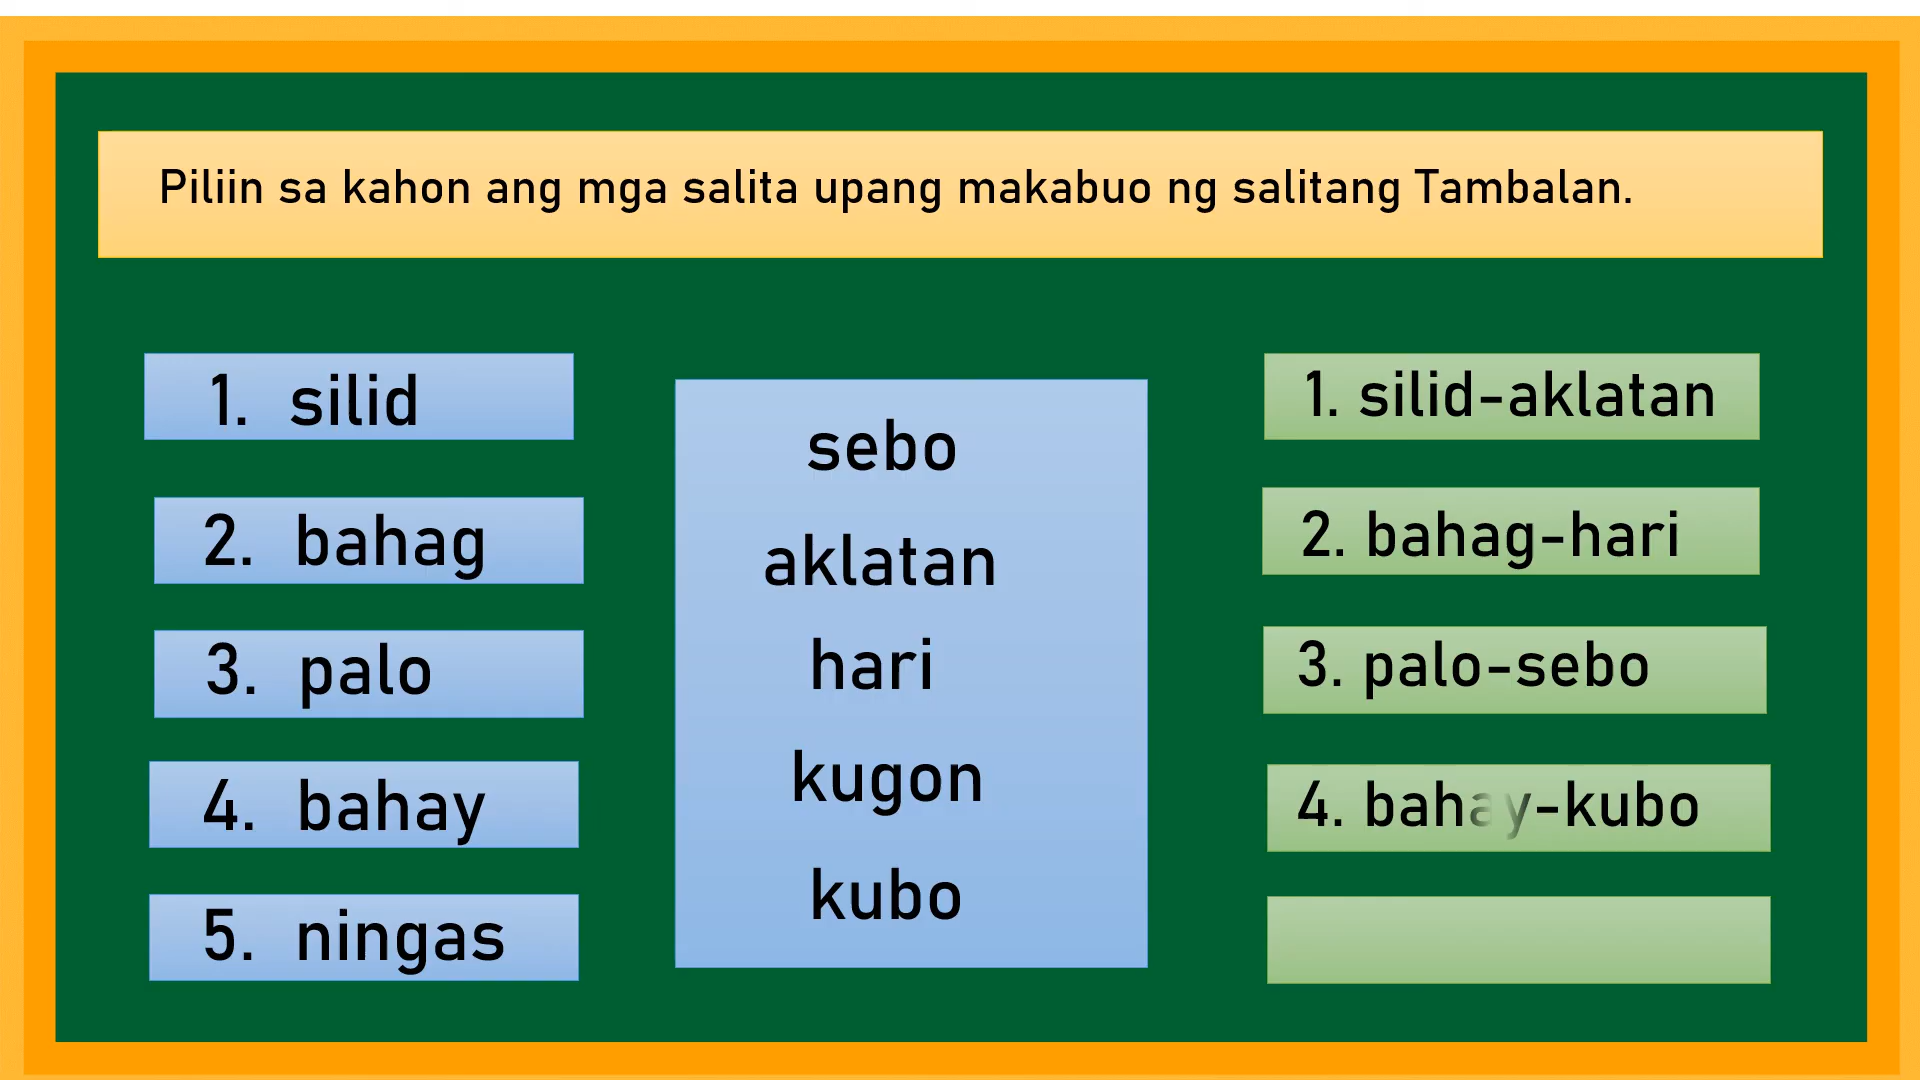 Piliin sa kahon ang mga salita upang makabuo ng salitang Tambalan.
1. silid
2. bahag
3. palo
4. bahay
5. ningas
sebo
aklatan
hari
kugon
kubo
1. silid-aklatan
2. bahag-hari
3. palo-sebo
4. bahay-kubo